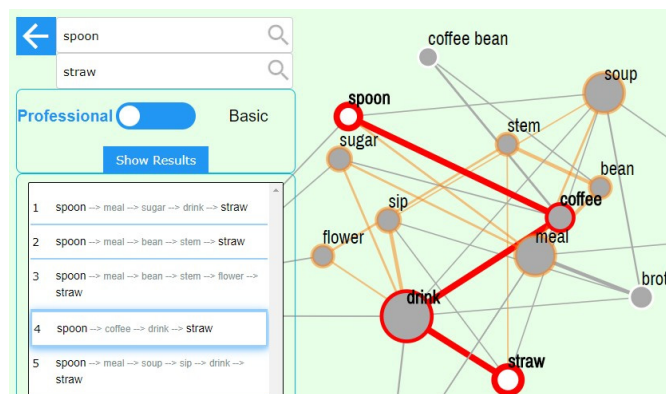 spoon
straw
Professional Basic
Show Results
1 spoon --> meal --> sugar --> drink --> straw
2 spoon --> meal --> bean --> stem --> straw
3 spoon --> meal --> bean --> stem --> flower -->
straw
4 spoon --> coffee --> drink --> straw
5 spoon --> meal --> soup --> sip --> drink -->
straw
coffee bean
soup
spoon
stem
sugar
bean
coffee
sip
flower
meal
drink
brot
straw